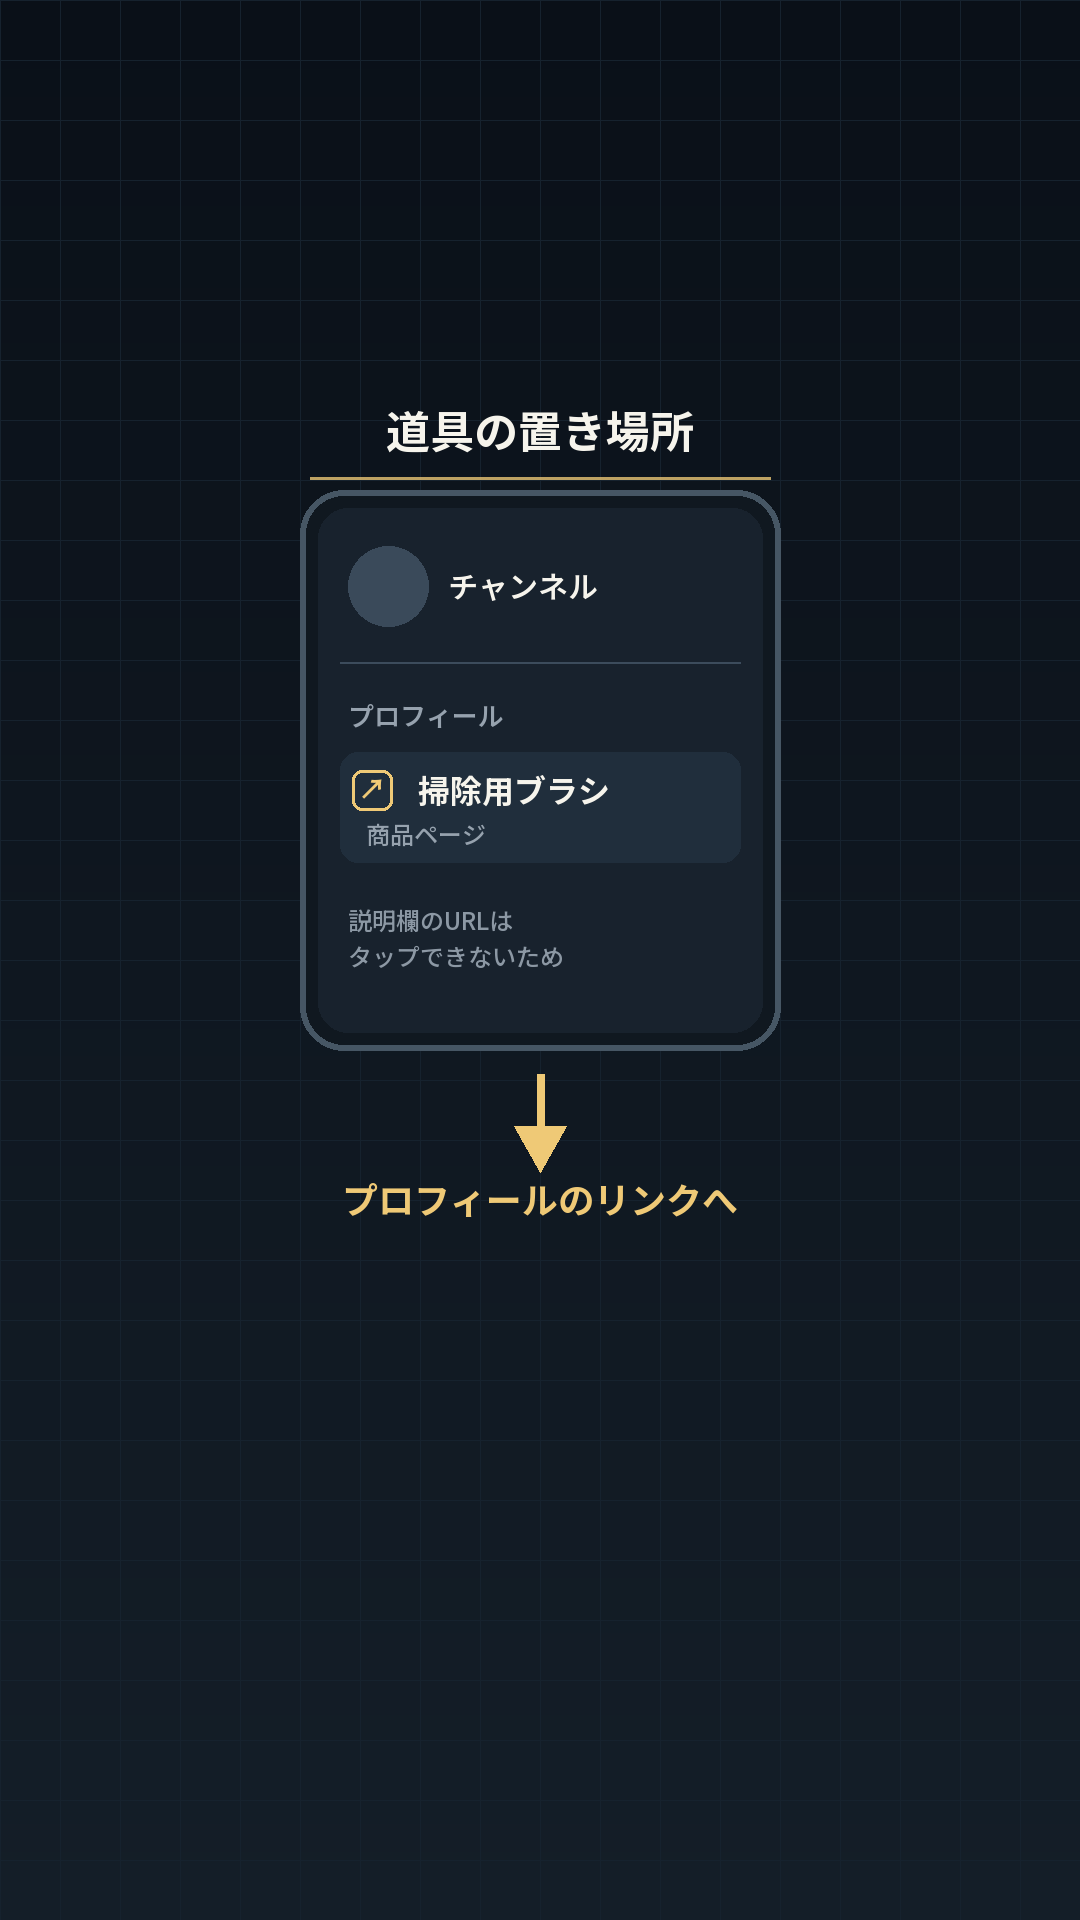 道具の置き場所
チャンネル
プロフィール
掃除用ブラシ
商品ページ
説明欄のURLは
タップできないため
プロフィールのリンクへ